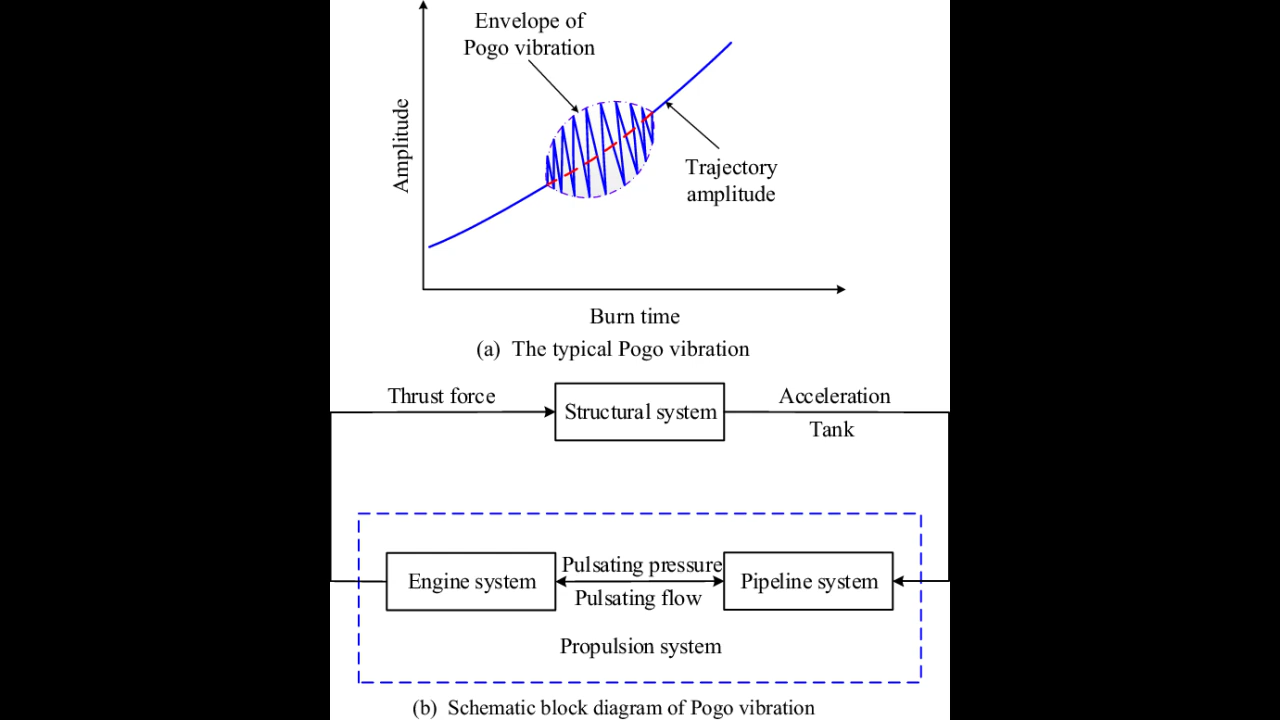 Envelope of
Pogo vibration
Amplitude
Trajectory
amplitude
Burn time
(a) The typical Pogo vibration
Thrust force
Structural system
Acceleration
Tank
Engine system
Pulsating pressure
Pulsating flow
Pipeline system
Propulsion system
(b) Schematic block diagram of Pogo vibration